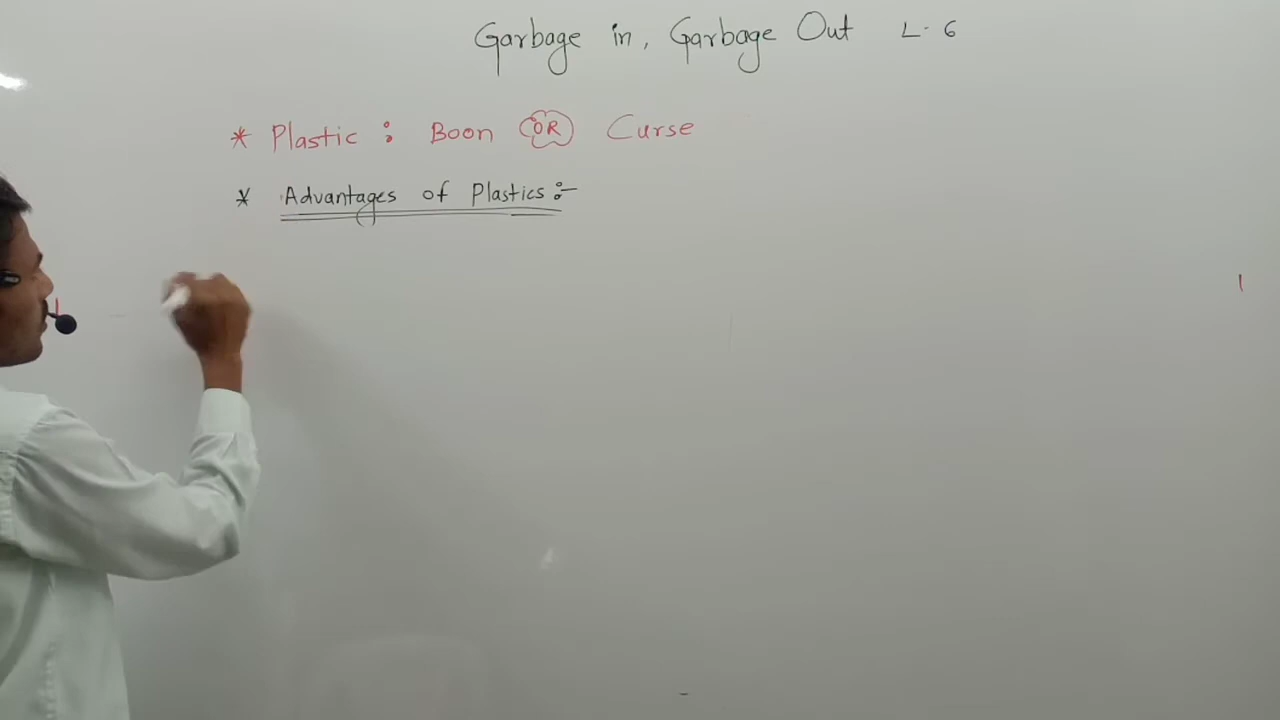 Garbage in, Garbage Out L. 6
* Plastic : Boon OR Curse
* Advantages of Plastics :-